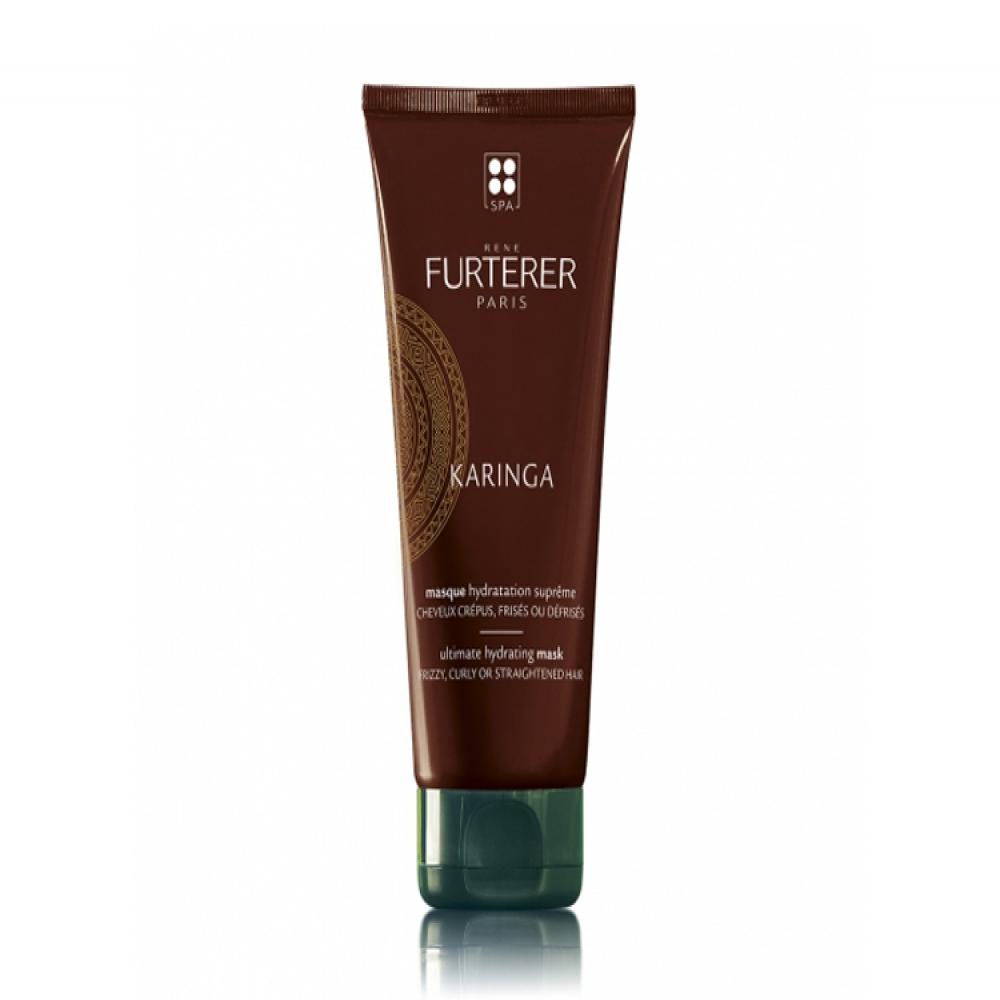 SPA
RENE
FURTERER
PARIS
KARINGA
masque hydratation suprême
CHEVEUX CRÉPUS, FRISÉS OU DÉFRISÉS
ultimate hydrating mask
FRIZZY, CURLY OR STRAIGHTENED HAIR